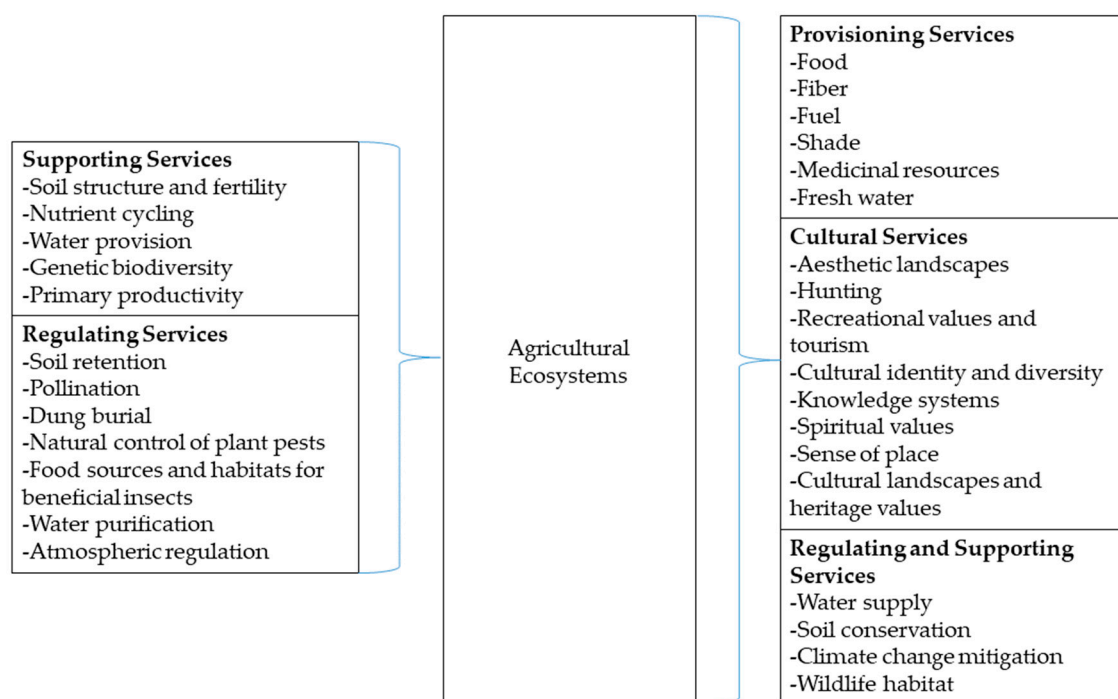 Supporting Services
-Soil structure and fertility
-Nutrient cycling
-Water provision
-Genetic biodiversity
-Primary productivity
Regulating Services
-Soil retention
-Pollination
-Dung burial
-Natural control of plant pests
-Food sources and habitats for
beneficial insects
-Water purification
-Atmospheric regulation
Agricultural
Ecosystems
Provisioning Services
-Food
-Fiber
-Fuel
-Shade
-Medicinal resources
-Fresh water
Cultural Services
-Aesthetic landscapes
-Hunting
-Recreational values and
tourism
-Cultural identity and diversity
-Knowledge systems
-Spiritual values
-Sense of place
-Cultural landscapes and
heritage values
Regulating and Supporting
Services
-Water supply
-Soil conservation
-Climate change mitigation
-Wildlife habitat